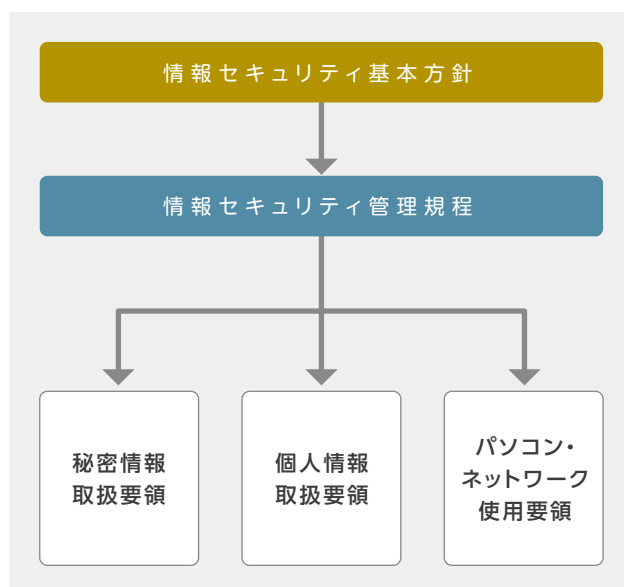 情報セキュリティ基本方針
情報セキュリティ管理規程
秘密情報
取扱要領
個人情報
取扱要領
パソコン・
ネットワーク
使用要領